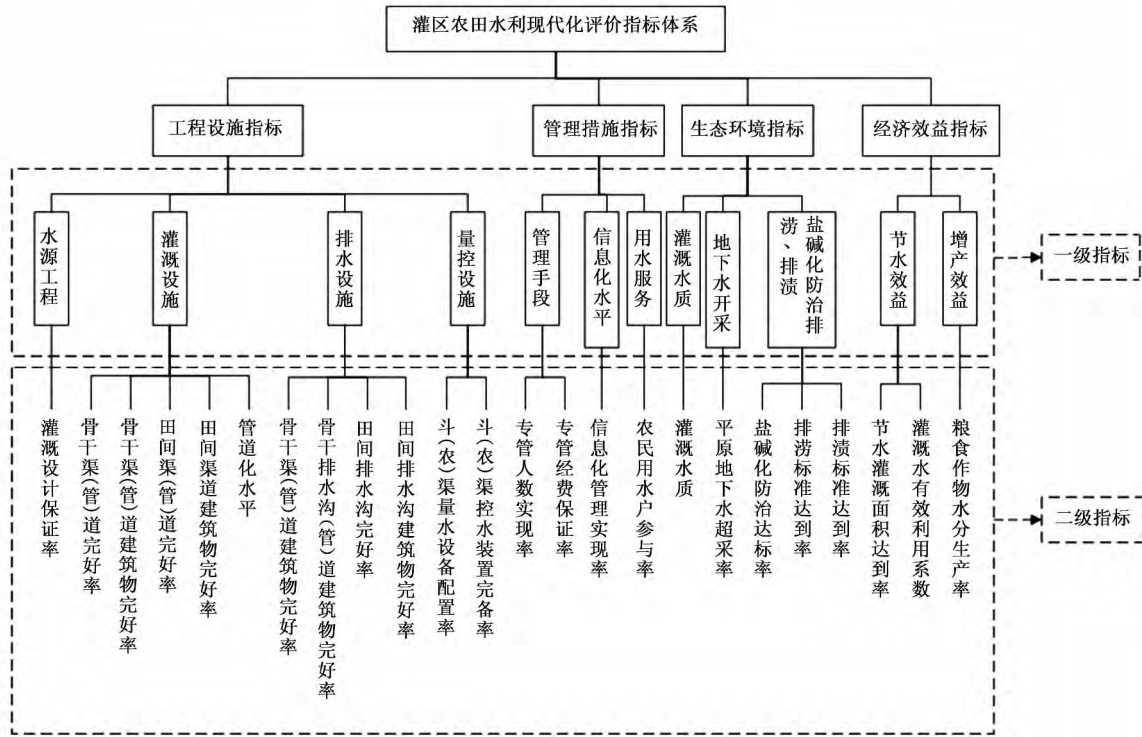 灌区农田水利现代化评价指标体系
工程设施指标
管理措施指标
生态环境指标
经济效益指标
水源工程
灌溉设施
排水设施
量控设施
管理手段
信息化水平
用水服务
灌溉水质
地下水开采
盐碱化防治排
涝、排渍
节水效益
增产效益
一级指标
灌溉设计保证率
骨干渠(管)道完好率
骨干渠(管)道建筑物完好率
田间渠(管)道完好率
田间渠道建筑物完好率
管道化水平
骨干渠(管)道建筑物完好率
骨干排水沟(管)道建筑物完好率
田间排水沟完好率
田间排水沟建筑物完好率
斗(农)渠量水设备配置率
斗(农)渠控水装置完备率
专管人数实现率
专管经费保证率
信息化管理实现率
农民用水户参与率
灌溉水质
平原地下水超采率
盐碱化防治达标率
排涝标准达到率
排渍标准达到率
节水灌溉面积达到率
灌溉水有效利用系数
粮食作物水分生产率
二级指标